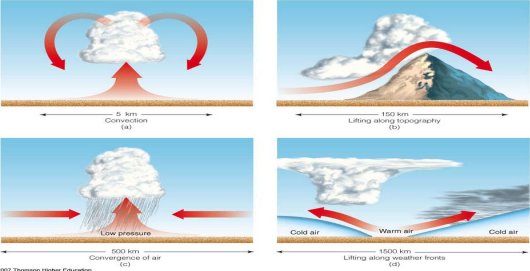 5 km
Convection
(a)
150 km
Lifting along topography
(b)
Low pressure
500 km
Convergence of air
(c)
Cold air
Warm air
Cold air
1500 km
Lifting along weather fronts
(d)
007 Thomson Higher Education